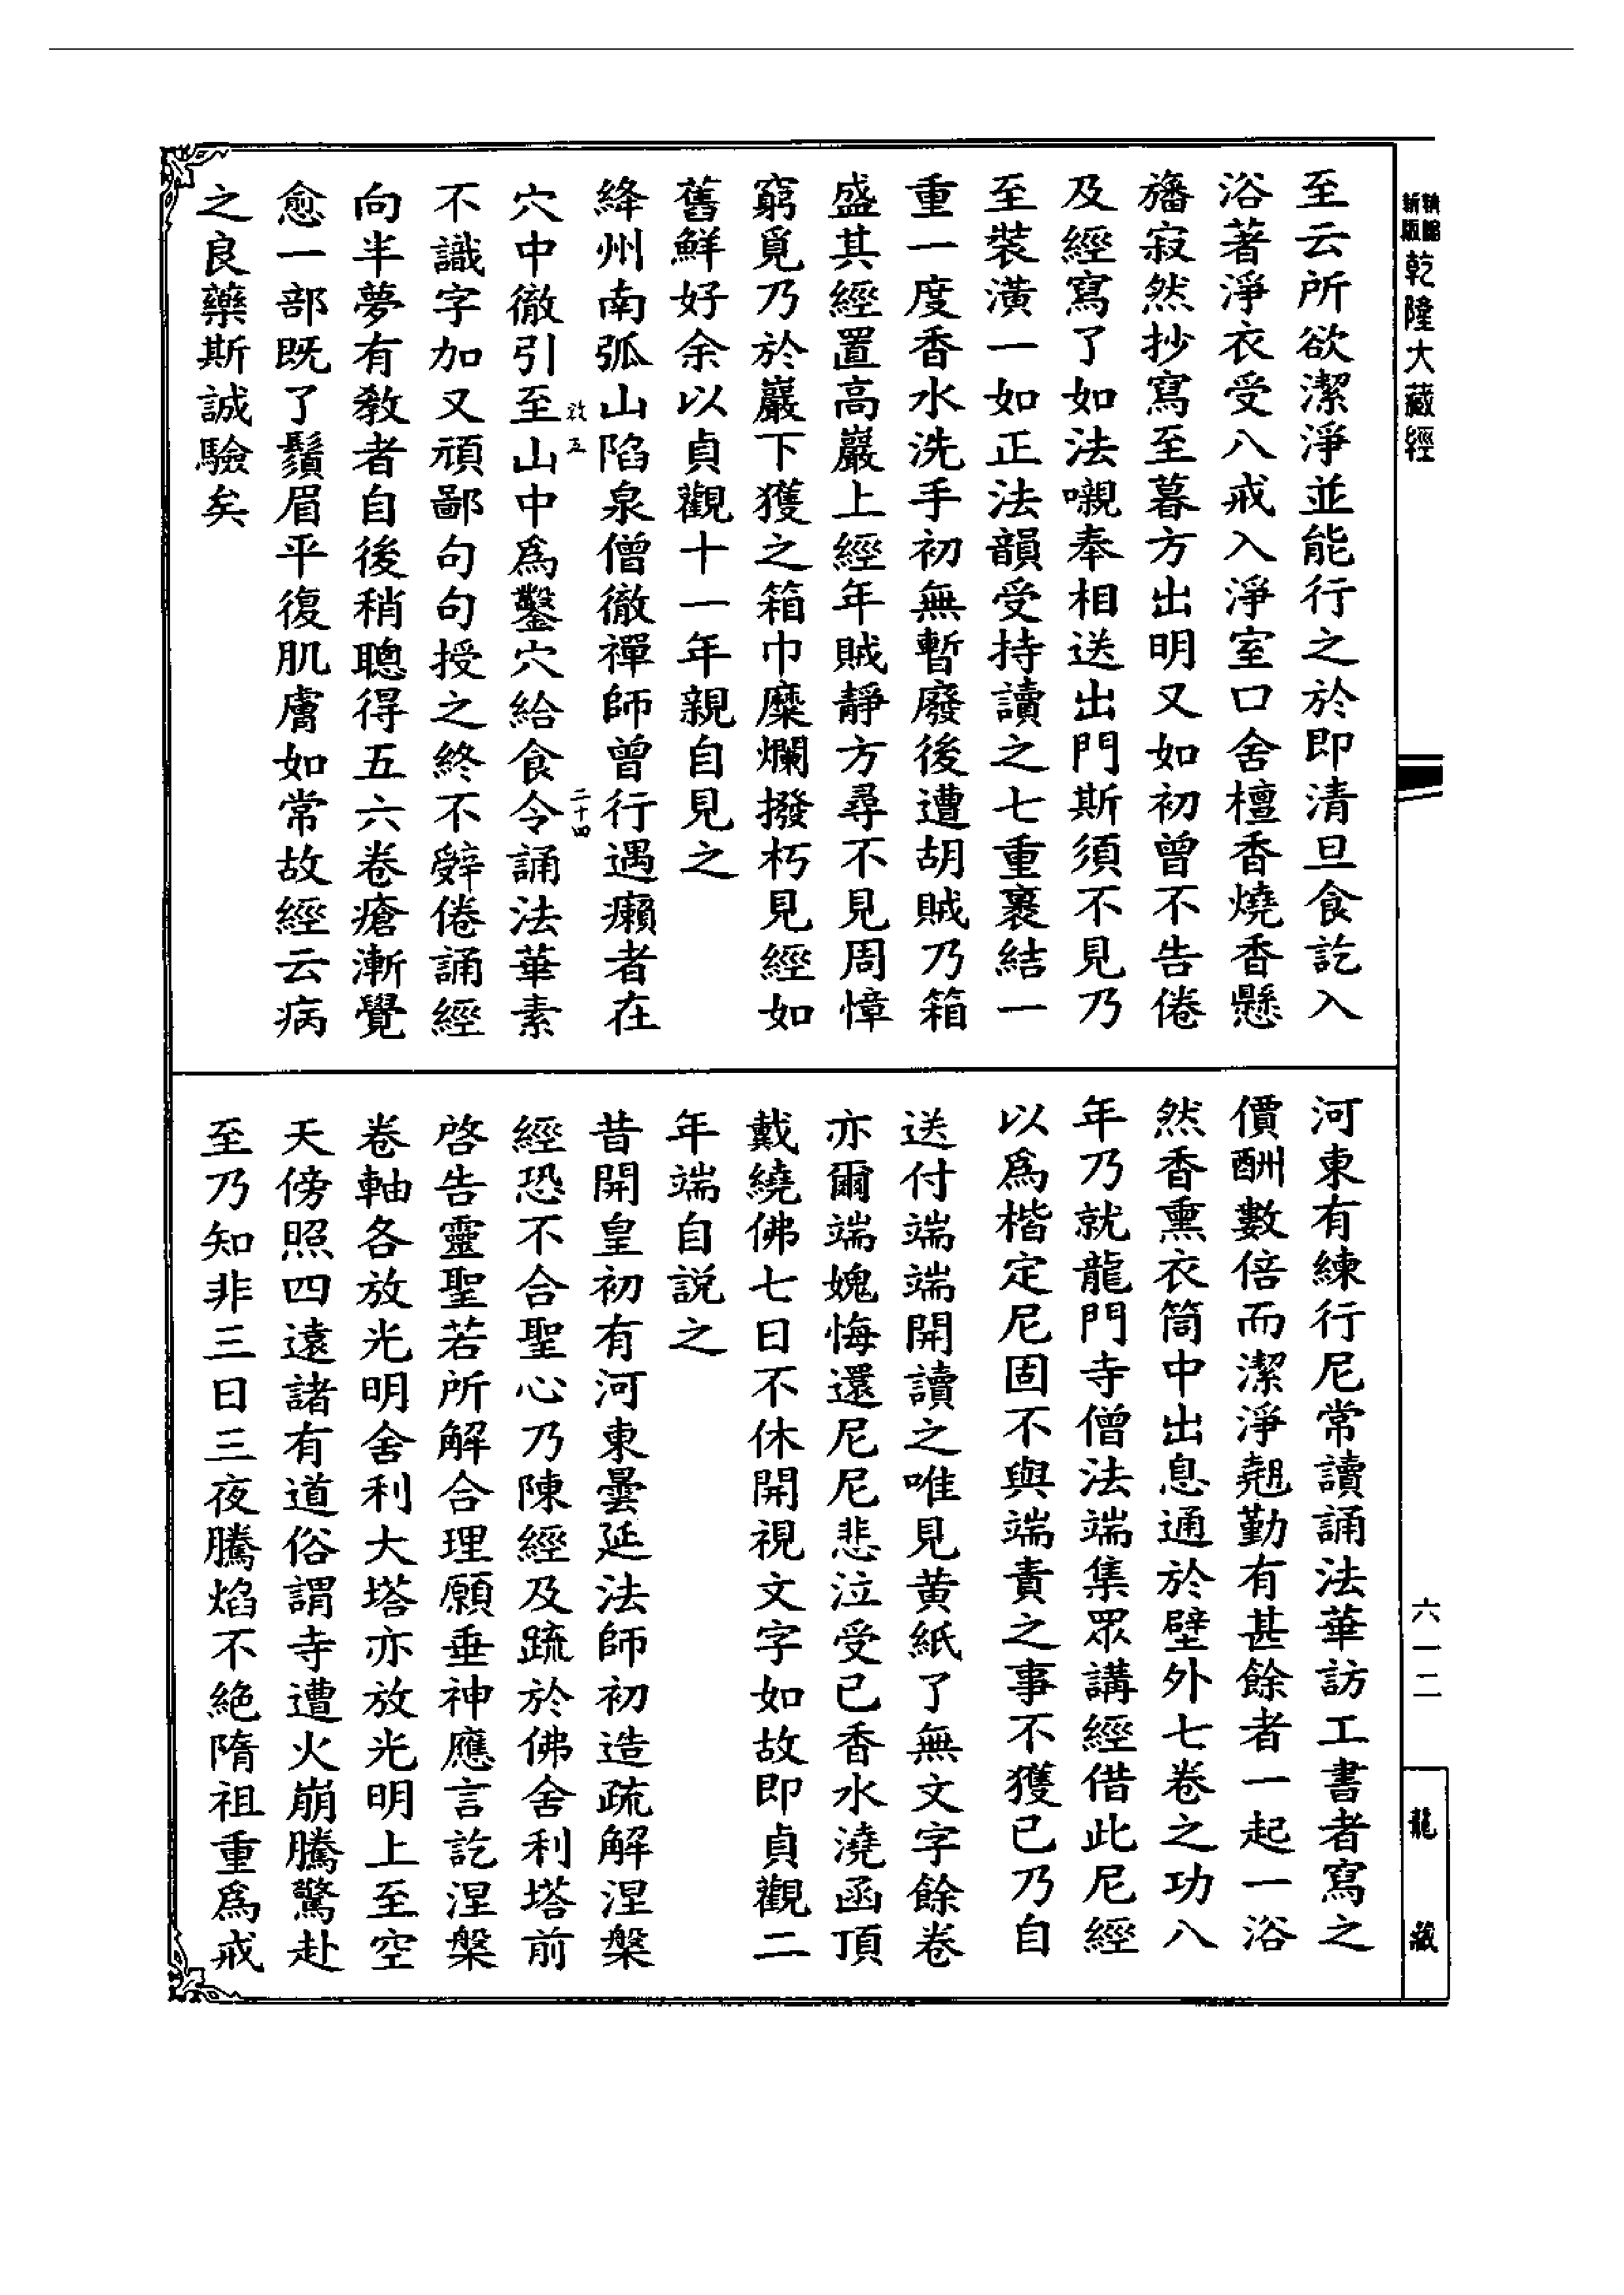 新編縮版
乾隆大藏經
至云所欲潔淨並能行之於即清旦食訖入
浴著淨衣受八戒入淨室口舍檀香燒香懸
旛寂然抄寫至暮方出明又如初曾不告倦
及經寫了如法嚫奉相送出門斯須不見乃
至裝潢一如正法韻受持讀之七重裹結一
重一度香水洗手初無暫廢後遭胡賊乃箱
盛其經置高巖上經年賊靜方尋不見周慞
窮覓乃於巖下獲之箱巾糜爛撥朽見經如
舊鮮好余以貞觀十一年親自見之
絳州南弧山陷泉僧徹禪師曾行遇癩者在
二十四
穴中徹引至山中爲鑿穴給食令誦法華素
不識字加又頑鄙句句授之終不辤倦誦經
向半夢有教者自後稍聰得五六卷瘡漸覺
愈一部既了鬚眉平復肌膚如常故經云病
之良藥斯誠驗矣
河東有練行尼常讀誦法華訪工書者寫之
價酬數倍而潔淨翹勤有甚餘者一起一浴
然香熏衣筒中出息通於壁外七卷之功八
年乃就龍門寺僧法端集眾講經借此尼經
以爲楷定尼固不與端責之事不獲已乃自
送付端端開讀之唯見黄紙了無文字餘卷
亦爾端媿悔還尼尼悲泣受已香水澆函頂
戴繞佛七日不休開視文字如故即貞觀二
年端自說之
昔開皇初有河東曇延法師初造疏解涅槃
經恐不合聖心乃陳經及䟽於佛舍利塔前
啓告靈聖若所解合理願垂神應言訖涅槃
卷軸各放光明舍利大塔亦放光明上至空
天傍照四遠諸有道俗謂寺遭火崩騰驚赴
至乃知非三日三夜騰焰不絶隋祖重爲戒
六一二
龍藏